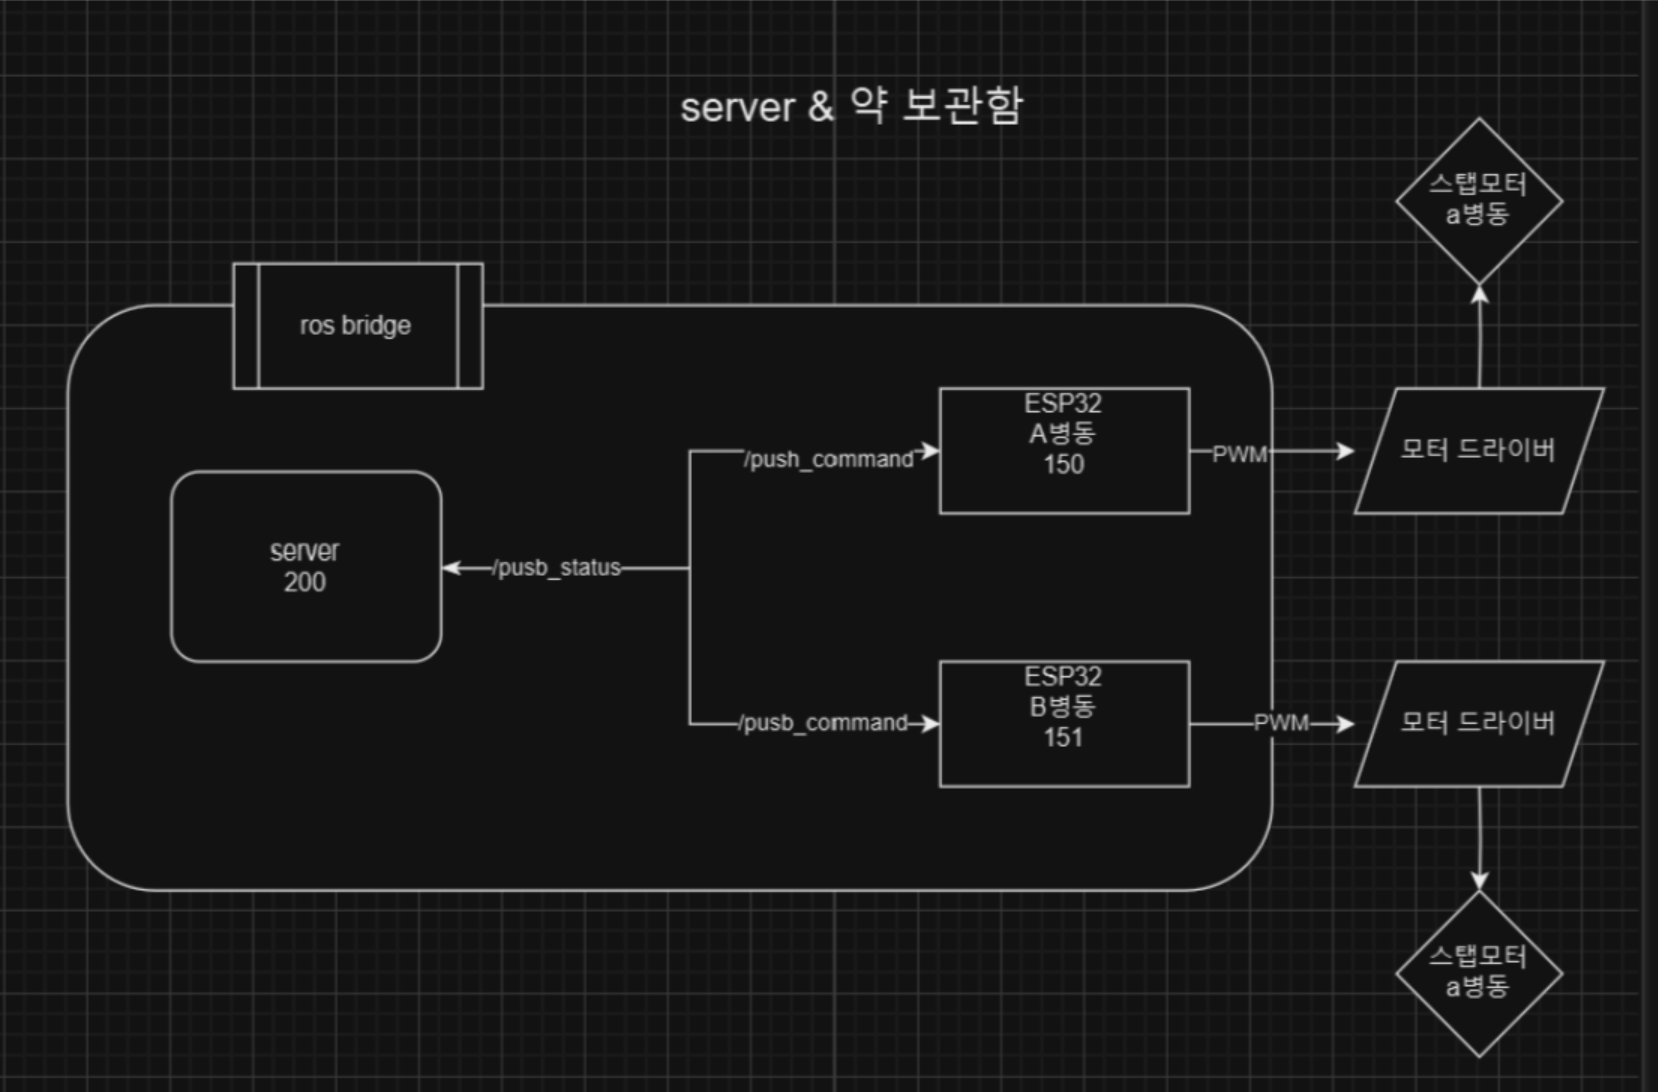 server & 약 보관함
스탭모터
a병동
ros bridge
ESP32
A병동
150
/push_command
PWM
모터 드라이버
server
200
/pusb_status
ESP32
B병동
151
/pusb_command
PWM
모터 드라이버
스탭모터
a병동